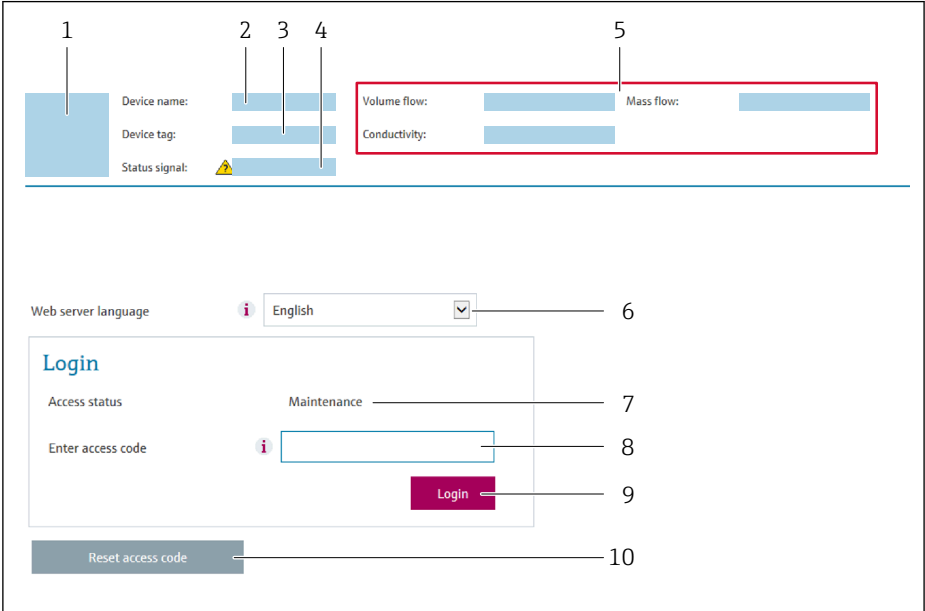 1 2 3 4 5
Device name: Volume flow: Mass flow:
Device tag: Conductivity:
Status signal: ?
Web server language i English 6
Login
Access status Maintenance 7
Enter access code i 8
Login 9
Reset access code 10